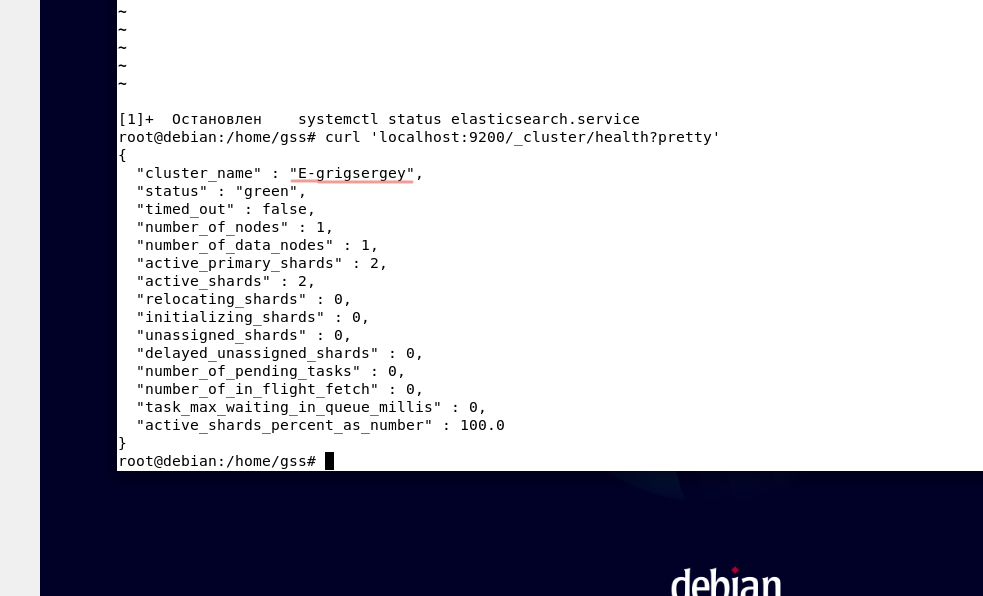 ~
~
~
~
~
[1]+  Остановлен    systemctl status elasticsearch.service
root@debian:/home/gss# curl 'localhost:9200/_cluster/health?pretty'
{
  "cluster_name" : "E-grigsergey",
  "status" : "green",
  "timed_out" : false,
  "number_of_nodes" : 1,
  "number_of_data_nodes" : 1,
  "active_primary_shards" : 2,
  "active_shards" : 2,
  "relocating_shards" : 0,
  "initializing_shards" : 0,
  "unassigned_shards" : 0,
  "delayed_unassigned_shards" : 0,
  "number_of_pending_tasks" : 0,
  "number_of_in_flight_fetch" : 0,
  "task_max_waiting_in_queue_millis" : 0,
  "active_shards_percent_as_number" : 100.0
}
root@debian:/home/gss#
debian